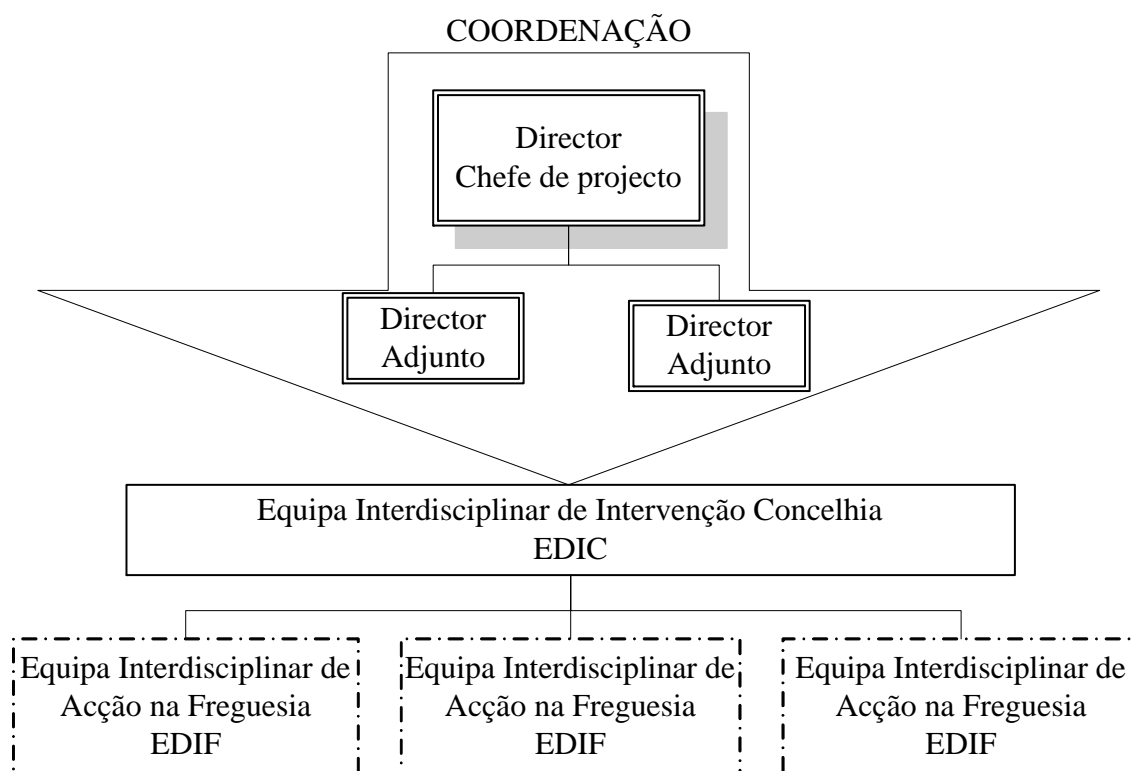 COORDENAÇÃO
Director
Chefe de projecto
Director
Adjunto
Director
Adjunto
Equipa Interdisciplinar de Intervenção Concelhia
EDIC
Equipa Interdisciplinar de
Acção na Freguesia
EDIF
Equipa Interdisciplinar de
Acção na Freguesia
EDIF
Equipa Interdisciplinar de
Acção na Freguesia
EDIF